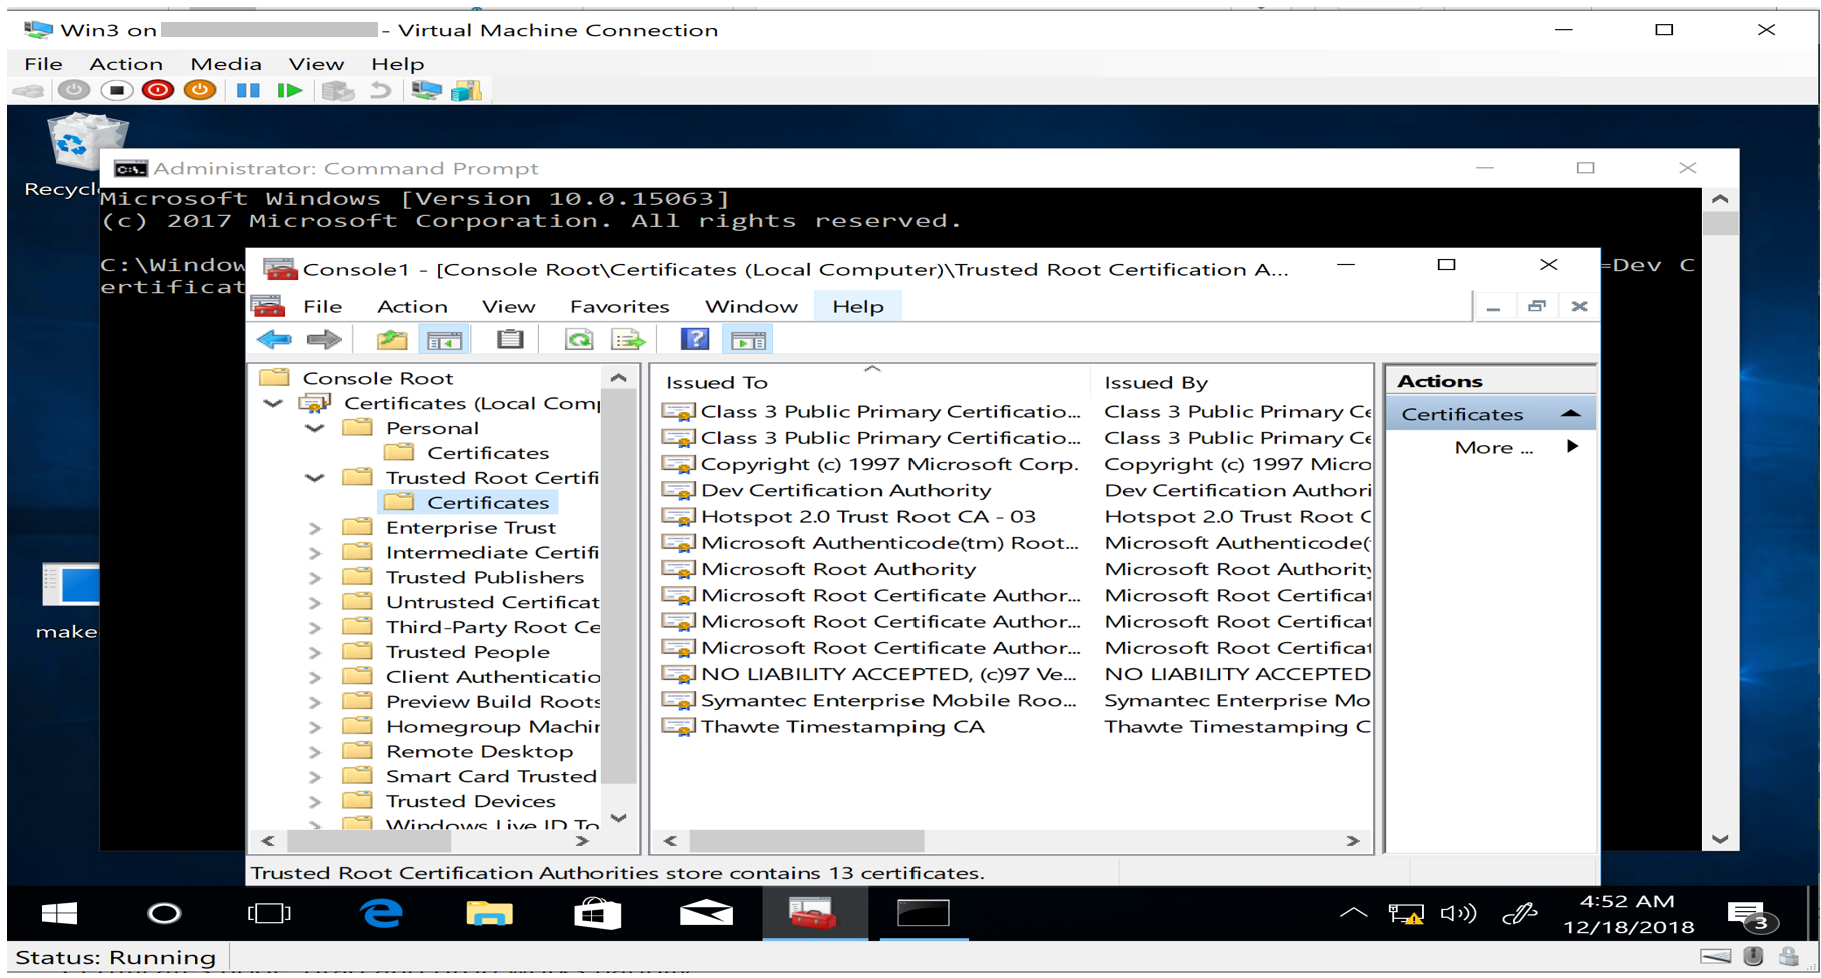 Win3 on - Virtual Machine Connection
File Action Media View Help
Recycl
Administrator: Command Prompt
Microsoft Windows [Version 10.0.15063]
(c) 2017 Microsoft Corporation. All rights reserved.
C:\Window =Dev C
ertificat
Console1 - [Console Root\Certificates (Local Computer)\Trusted Root Certification A...
File Action View Favorites Window Help
Console Root
Certificates (Local Comp
Personal
Certificates
Trusted Root Certifi
Certificates
Enterprise Trust
Intermediate Certifi
Trusted Publishers
Untrusted Certificat
Third-Party Root Ce
Trusted People
Client Authenticatio
Preview Build Roots
Homegroup Machin
Remote Desktop
Smart Card Trusted
Trusted Devices
Windows Live ID To
Issued To Issued By
Class 3 Public Primary Certificatio... Class 3 Public Primary Ce
Class 3 Public Primary Certificatio... Class 3 Public Primary Ce
Copyright (c) 1997 Microsoft Corp. Copyright (c) 1997 Micro
Dev Certification Authority Dev Certification Authori
Hotspot 2.0 Trust Root CA - 03 Hotspot 2.0 Trust Root C
Microsoft Authenticode(tm) Root... Microsoft Authenticode(
Microsoft Root Authority Microsoft Root Authority
Microsoft Root Certificate Author... Microsoft Root Certificat
Microsoft Root Certificate Author... Microsoft Root Certificat
Microsoft Root Certificate Author... Microsoft Root Certificat
NO LIABILITY ACCEPTED, (c)97 Ve... NO LIABILITY ACCEPTED
Symantec Enterprise Mobile Roo... Symantec Enterprise Mo
Thawte Timestamping CA Thawte Timestamping C
Actions
Certificates
More ...
make
Trusted Root Certification Authorities store contains 13 certificates.
4:52 AM
12/18/2018
3
Status: Running